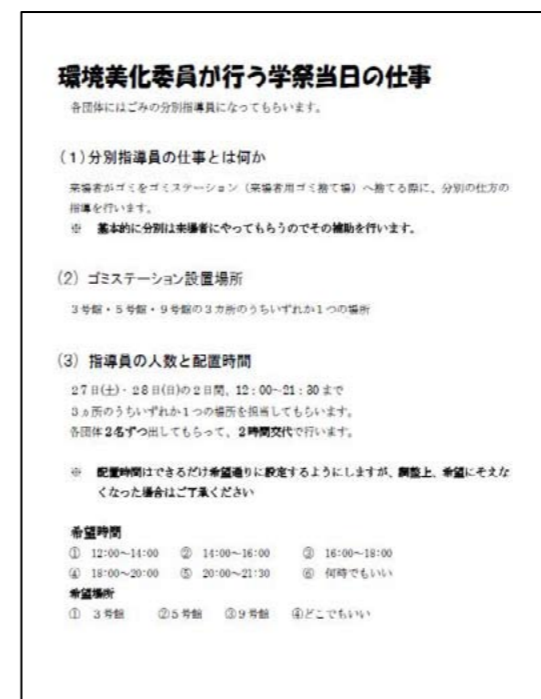 環境美化委員が行う学祭当日の仕事
各団体にはごみの分別指導員になってもらいます。
(1)分別指導員の仕事とは何か
来場者がゴミをゴミステーション（来場者用ゴミ捨て場）へ捨てる際に、分別の仕方の
指導を行います。
※ 基本的に分別は来場者にやってもらうのでその補助を行います。
(2) ゴミステーション設置場所
3号館・5号館・9号館の3カ所のうちいずれか1つの場所
(3) 指導員の人数と配置時間
27日(土)・28日(日)の2日間、12：00～21：30まで
3ヵ所のうちいずれか1つの場所を担当してもらいます。
各団体2名ずつ出してもらって、2時間交代で行います。
※ 配置時間はできるだけ希望通りに設定するようにしますが、調整上、希望にそえな
くなった場合はご了承ください
希望時間
① 12:00～14:00 ② 14:00～16:00 ③ 16:00～18:00
④ 18:00～20:00 ⑤ 20:00～21:30 ⑥ 何時でもいい
希望場所
① 3号館 ②5号館 ③9号館 ④どこでもいい